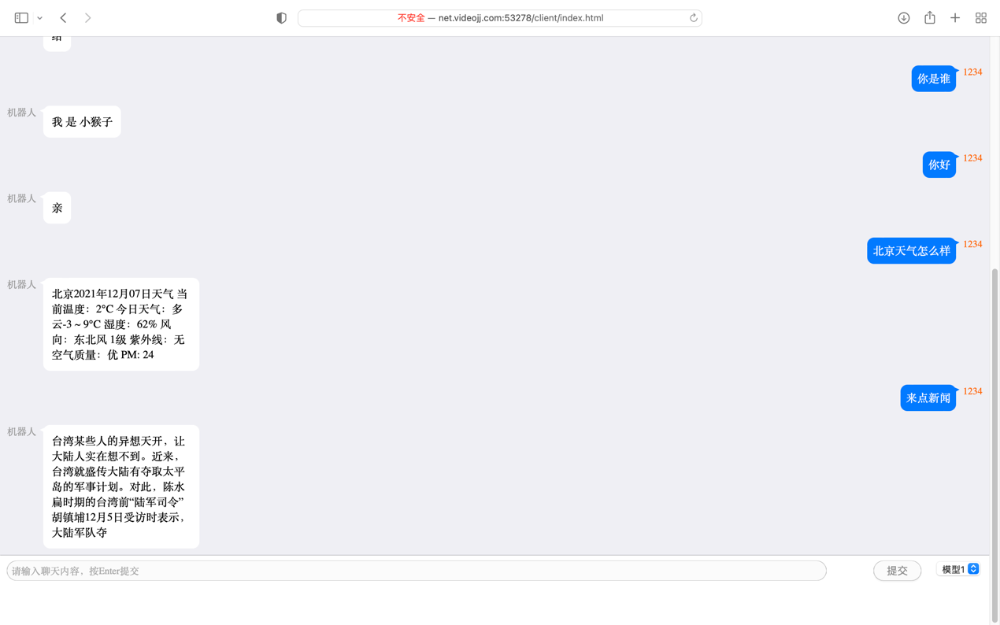 不安全 — net.videojj.com:53278/client/index.html
绍
你是谁
1234
机器人
我 是 小猴子
你好
1234
机器人
亲
北京天气怎么样
1234
机器人
北京2021年12月07日天气 当
前温度：2°C 今日天气：多
云-3 ~ 9°C 湿度：62% 风
向：东北风 1级 紫外线：无
空气质量：优 PM: 24
来点新闻
1234
机器人
台湾某些人的异想天开，让
大陆人实在想不到。近来，
台湾就盛传大陆有夺取太平
岛的军事计划。对此，陈水
扁时期的台湾前“陆军司令”
胡镇埔12月5日受访时表示，
大陆军队夺
请输入聊天内容，按Enter提交
提交
模型1